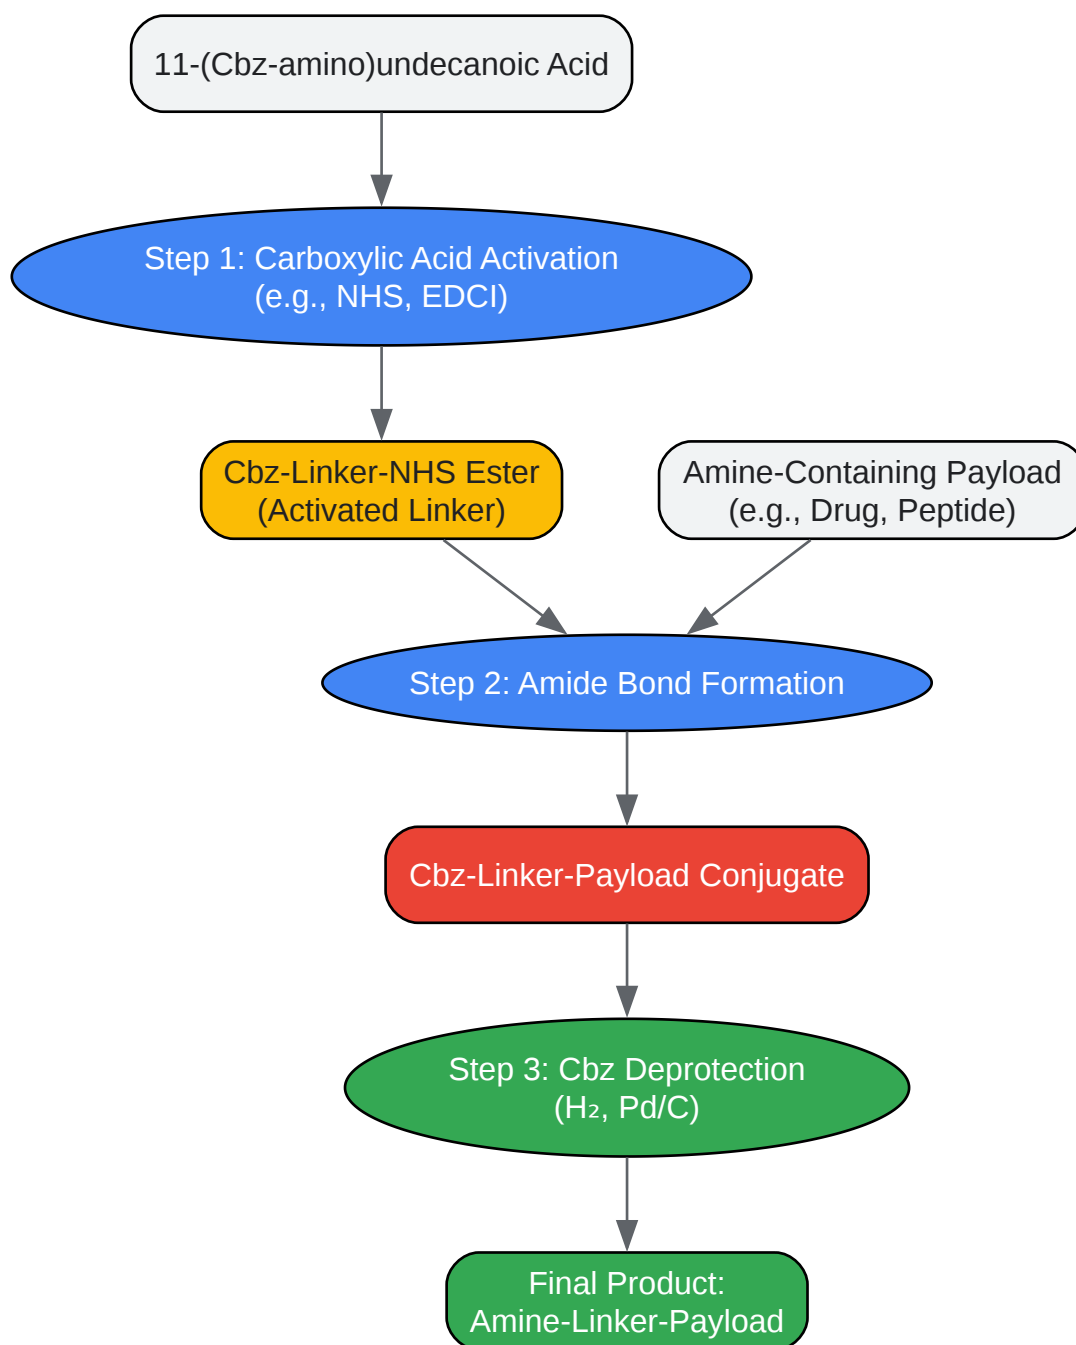 11-(Cbz-amino)undecanoic Acid
Step 1: Carboxylic Acid Activation
(e.g., NHS, EDCI)
Cbz-Linker-NHS Ester
(Activated Linker)
Amine-Containing Payload
(e.g., Drug, Peptide)
Step 2: Amide Bond Formation
Cbz-Linker-Payload Conjugate
Step 3: Cbz Deprotection
(H₂, Pd/C)
Final Product:
Amine-Linker-Payload